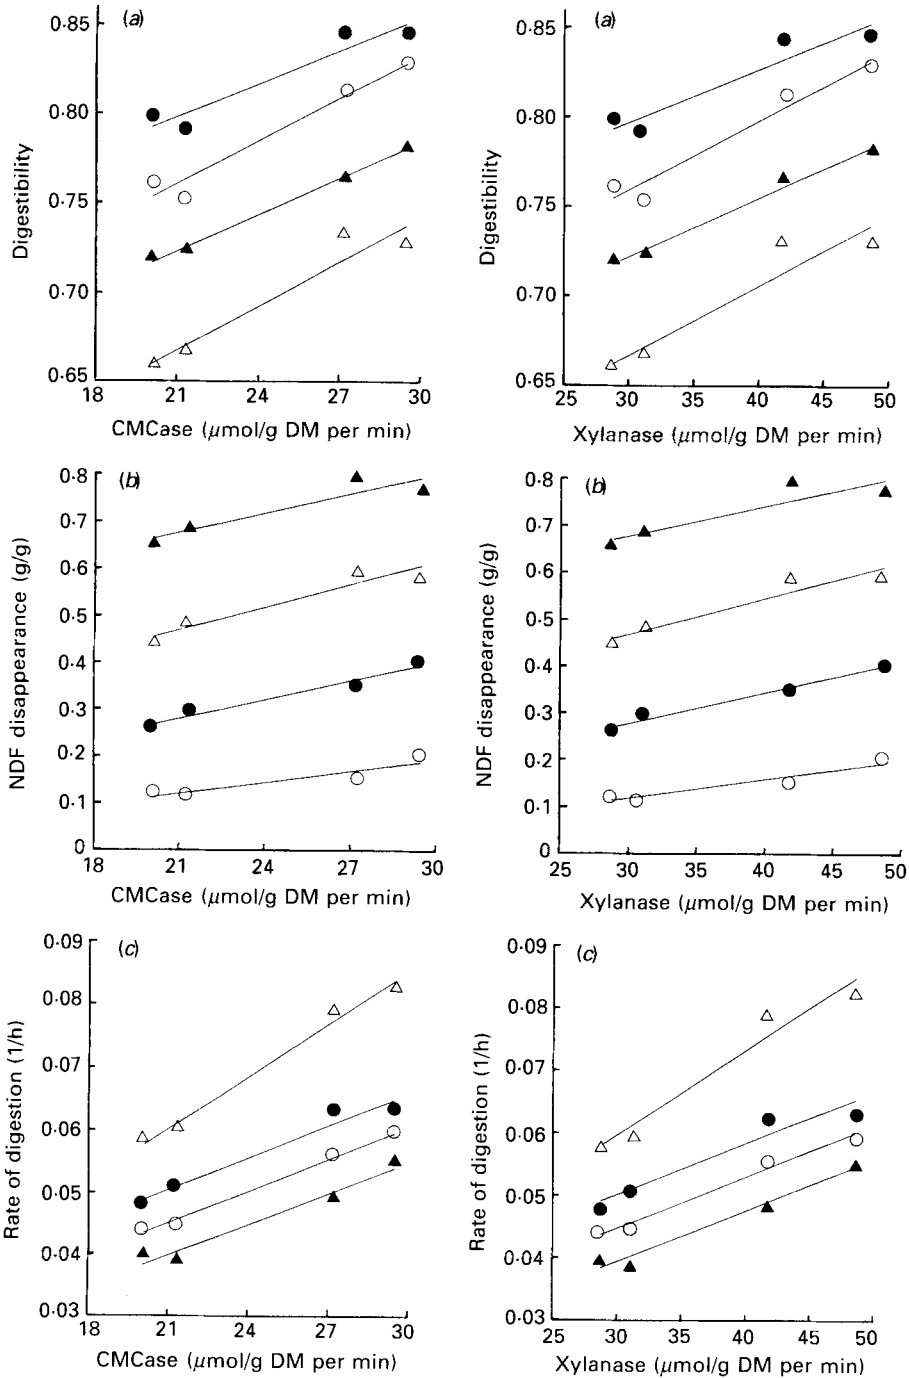 (a)
0·85
0·80
0·75
0·70
0·65
Digestibility
18 21 24 27 30
CMCase (μmol/g DM per min)
(a)
0·85
0·80
0·75
0·70
0·65
Digestibility
25 30 35 40 45 50
Xylanase (μmol/g DM per min)
(b)
0·8
0·7
0·6
0·5
0·4
0·3
0·2
0·1
0
NDF disappearance (g/g)
18 21 24 27 30
CMCase (μmol/g DM per min)
(b)
0·8
0·7
0·6
0·5
0·4
0·3
0·2
0·1
0
NDF disappearance (g/g)
25 30 35 40 45 50
Xylanase (μmol/g DM per min)
(c)
0·09
0·08
0·07
0·06
0·05
0·04
0·03
Rate of digestion (1/h)
18 21 24 27 30
CMCase (μmol/g DM per min)
(c)
0·09
0·08
0·07
0·06
0·05
0·04
0·03
Rate of digestion (1/h)
25 30 35 40 45 50
Xylanase (μmol/g DM per min)